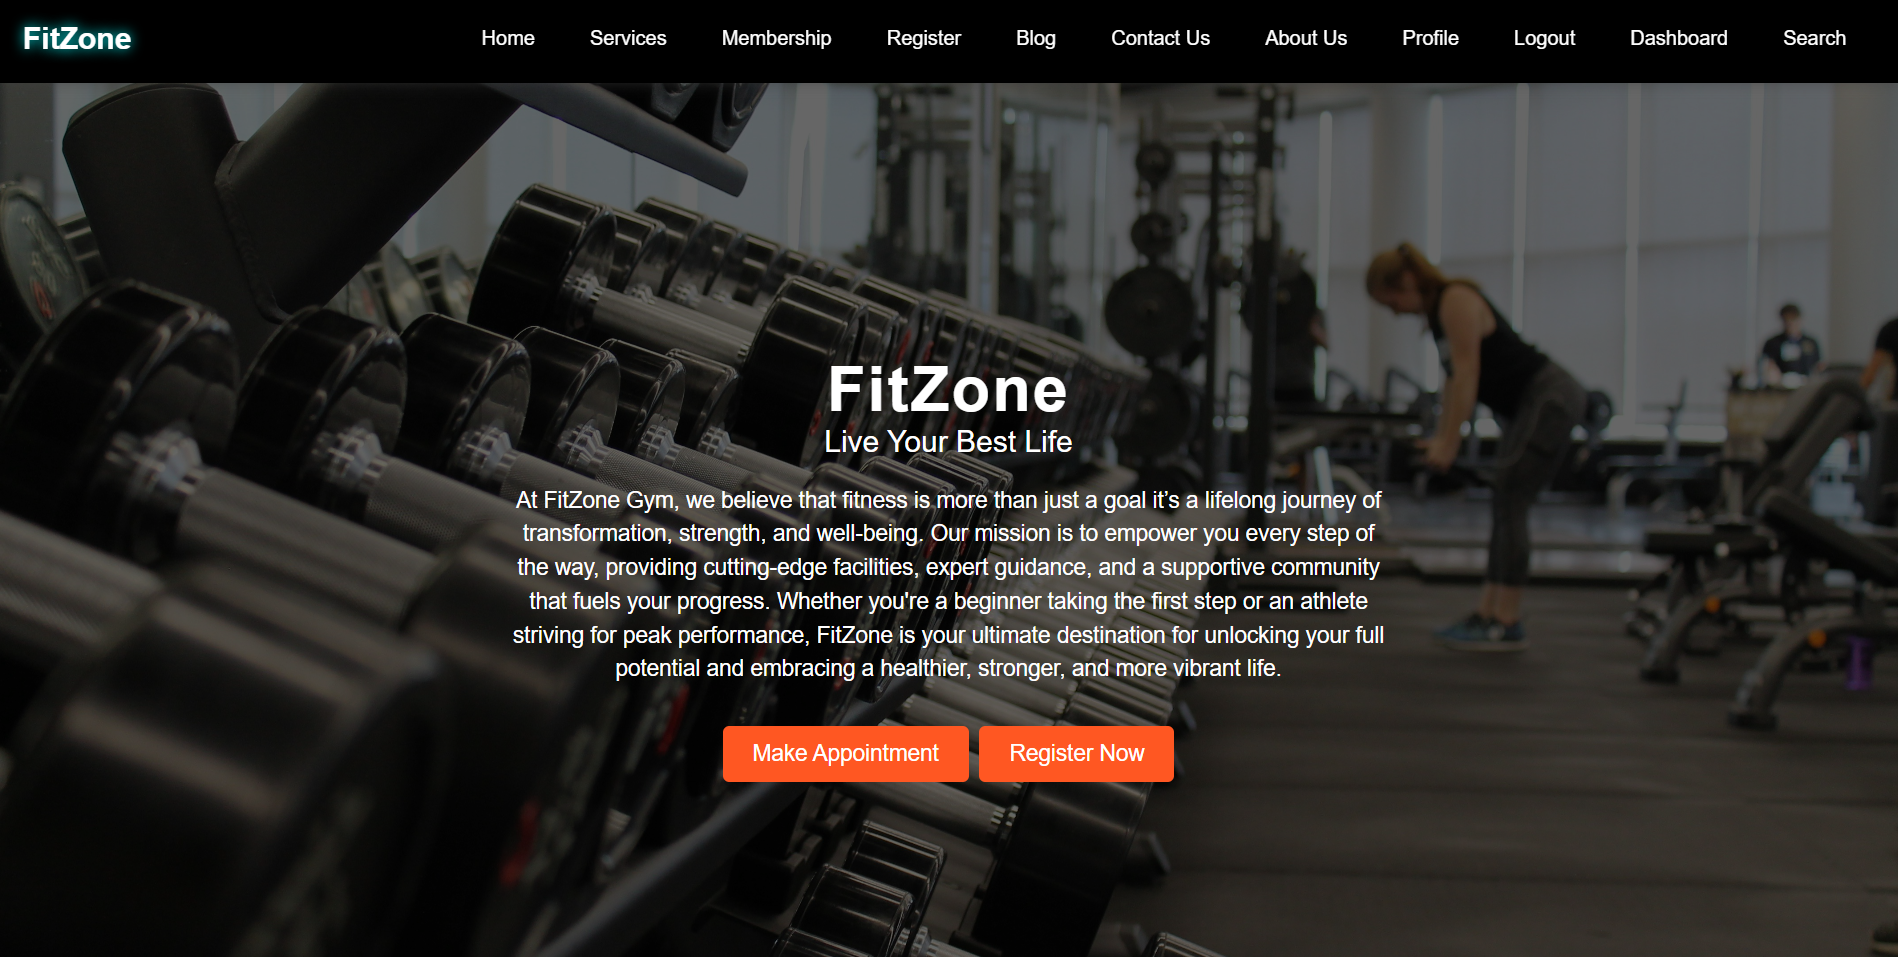 FitZone
Home Services Membership Register Blog Contact Us About Us Profile Logout Dashboard Search
FitZone
Live Your Best Life
At FitZone Gym, we believe that fitness is more than just a goal it’s a lifelong journey of
transformation, strength, and well-being. Our mission is to empower you every step of
the way, providing cutting-edge facilities, expert guidance, and a supportive community
that fuels your progress. Whether you're a beginner taking the first step or an athlete
striving for peak performance, FitZone is your ultimate destination for unlocking your full
potential and embracing a healthier, stronger, and more vibrant life.
Make Appointment
Register Now